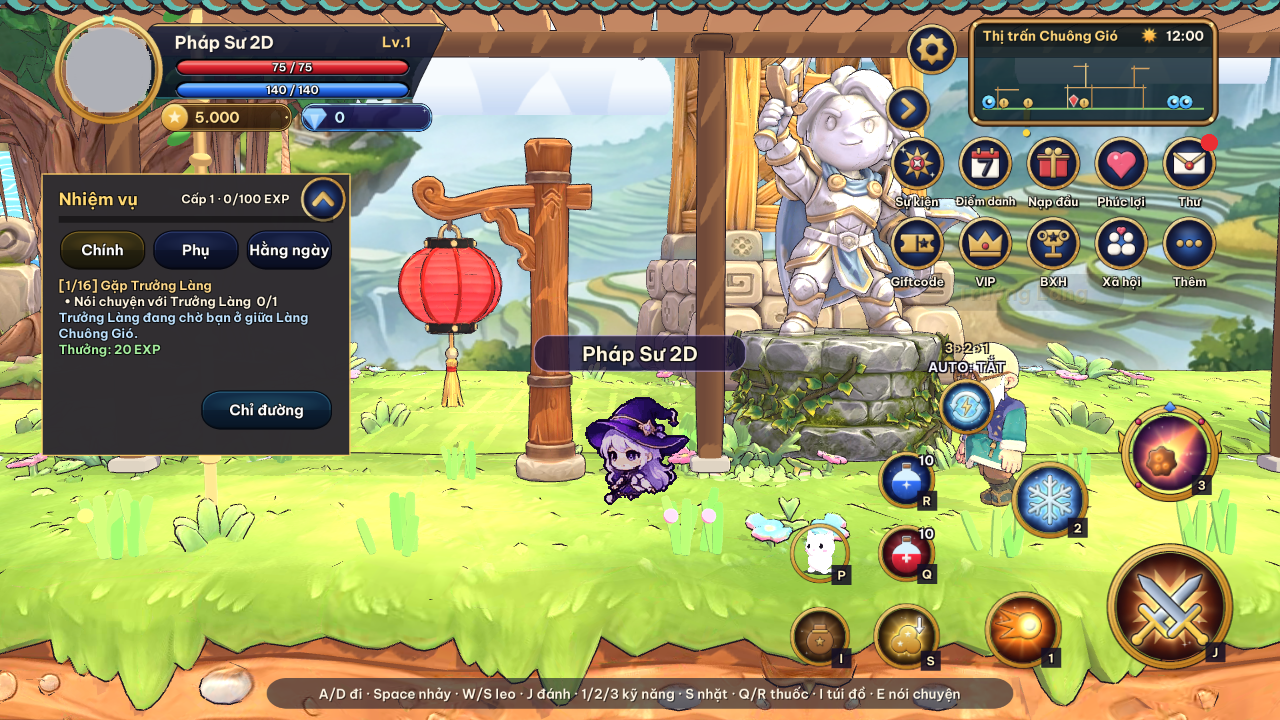 Pháp Sư 2D
Lv.1
75 / 75
140 / 140
5.000
0
Thị trấn Chuông Gió
12:00
Nhiệm vụ
Cấp 1 · 0/100 EXP
Chính
Phụ
Hằng ngày
[1/16] Gặp Trưởng Làng
• Nói chuyện với Trưởng Làng 0/1
Trưởng Làng đang chờ bạn ở giữa Làng
Chuông Gió.
Thưởng: 20 EXP
Chỉ đường
7
Sự kiện
Điểm danh
Nạp đầu
Phúc lợi
Thư
Giftcode
VIP
BXH
Xã hội
Thêm
Trưởng Làng
Pháp Sư 2D
3›2›1
AUTO: TẮT
10
R
3
2
10
Q
P
I
S
1
J
A/D đi · Space nhảy · W/S leo · J đánh · 1/2/3 kỹ năng · S nhặt · Q/R thuốc · I túi đồ · E nói chuyện